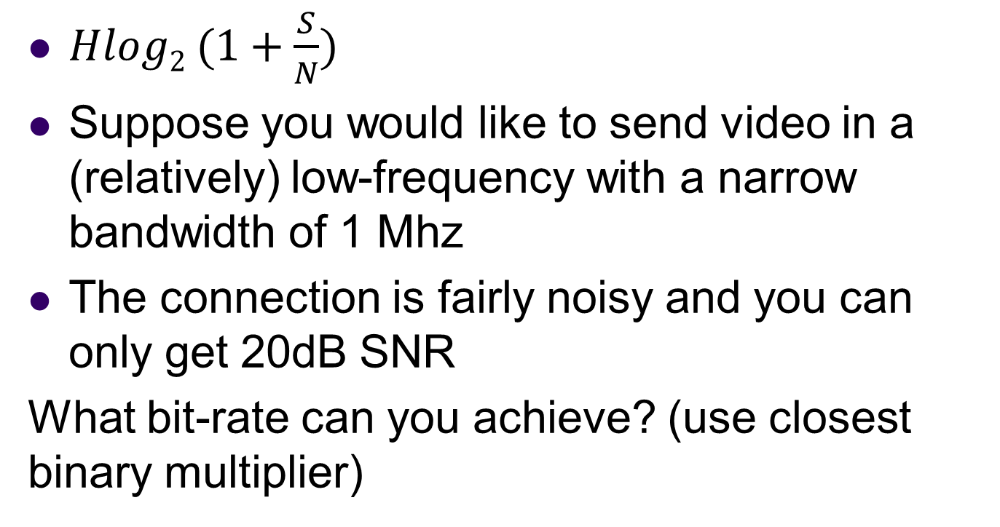 • Hlog₂ (1 + S/N)
• Suppose you would like to send video in a
(relatively) low-frequency with a narrow
bandwidth of 1 Mhz
• The connection is fairly noisy and you can
only get 20dB SNR
What bit-rate can you achieve? (use closest
binary multiplier)